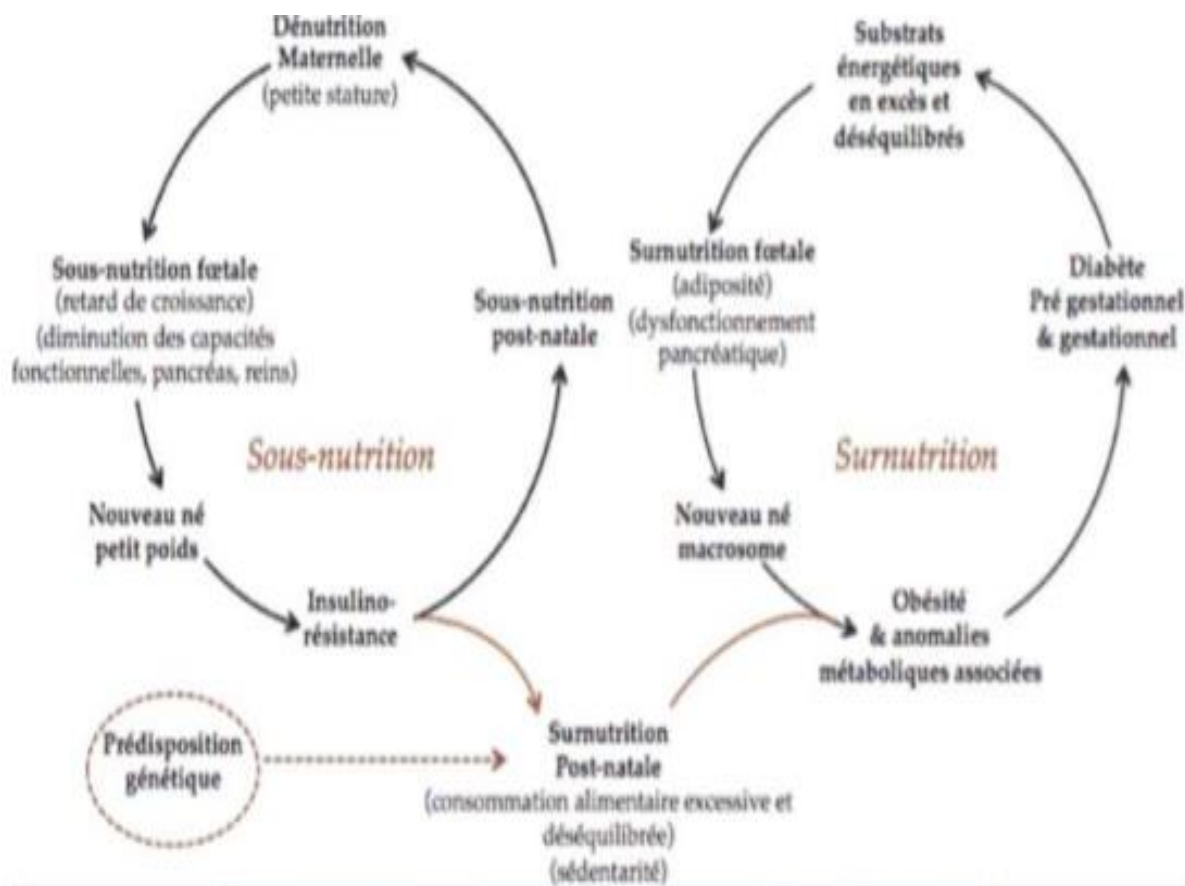 Dénutrition
Maternelle
(petite stature)
Sous-nutrition fœtale
(retard de croissance)
(diminution des capacités
fonctionnelles, pancréas, reins)
Sous-nutrition
post-natale
Sous-nutrition
Nouveau né
petit poids
Insulino-
résistance
Substrats
énergétiques
en excès et
déséquilibrés
Surnutrition fœtale
(adiposité)
(dysfonctionnement
pancréatique)
Diabète
Pré gestationnel
& gestationnel
Surnutrition
Nouveau né
macrosome
Obésité
& anomalies
métaboliques associées
Prédisposition
génétique
Surnutrition
Post-natale
(consommation alimentaire excessive et
déséquilibrée)
(sédentarité)